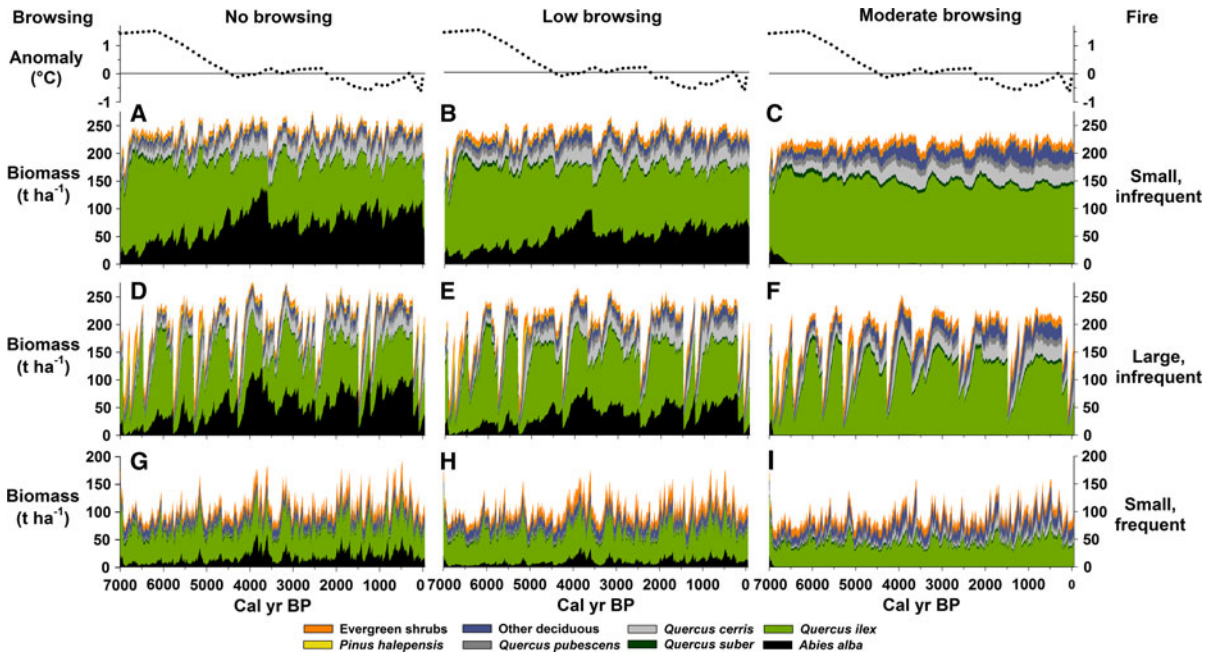 Browsing No browsing Low browsing Moderate browsing Fire
Anomaly (°C)
1
0
-1
1
0
-1
A B C
Biomass (t ha⁻¹)
250
200
150
100
50
0
250
200
150
100
50
0
Small, infrequent
D E F
Biomass (t ha⁻¹)
250
200
150
100
50
0
250
200
150
100
50
0
Large, infrequent
G H I
Biomass (t ha⁻¹)
200
150
100
50
0
200
150
100
50
0
Small, frequent
7000 6000 5000 4000 3000 2000 1000 0
7000 6000 5000 4000 3000 2000 1000 0
7000 6000 5000 4000 3000 2000 1000 0
Cal yr BP Cal yr BP Cal yr BP
Evergreen shrubs Other deciduous Quercus cerris Quercus ilex
Pinus halepensis Quercus pubescens Quercus suber Abies alba